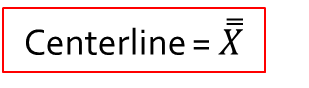 Centerline = X̿